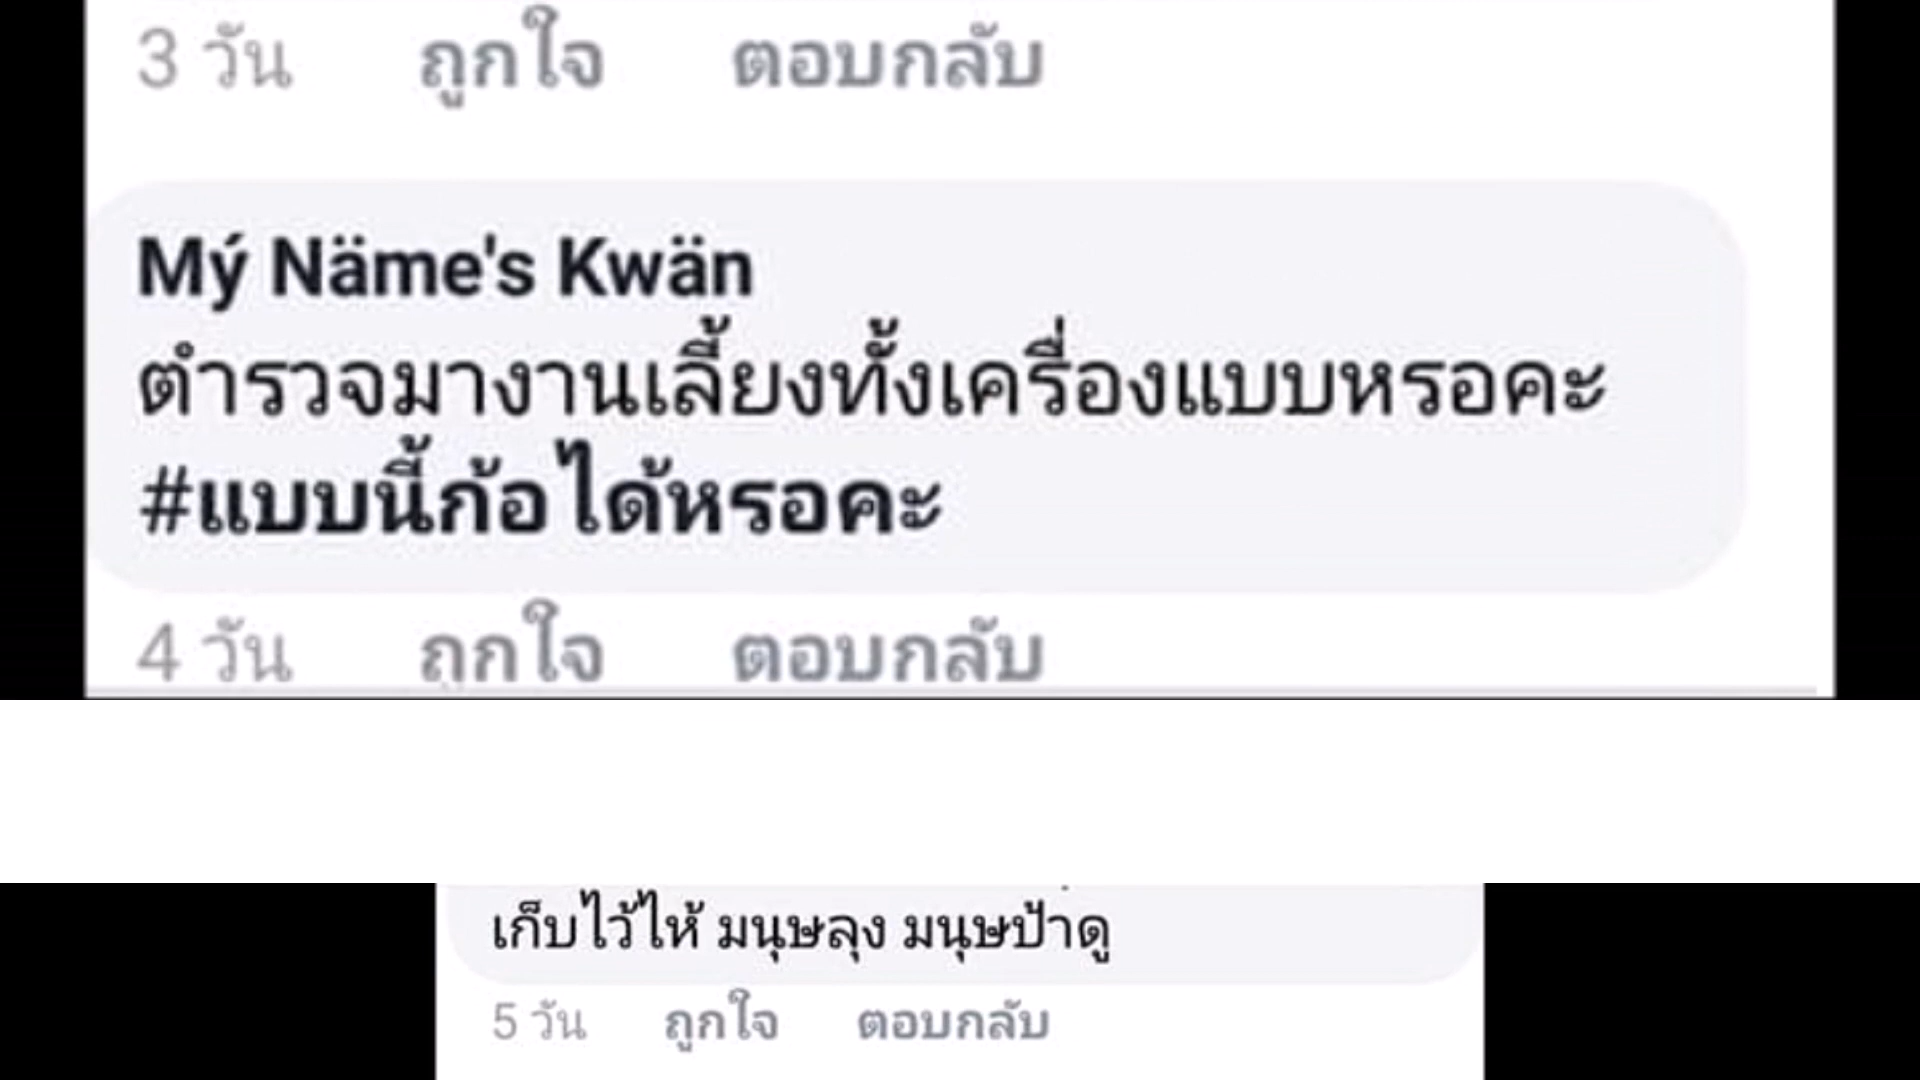 3 วัน ถูกใจ ตอบกลับ
Mý Näme's Kwän
ตำรวจมางานเลี้ยงทั้งเครื่องแบบหรอคะ
#แบบนี้ก้อได้หรอคะ
4 วัน ถูกใจ ตอบกลับ
เก็บไว้ไห้ มนุษลุง มนุษป้าดู
5 วัน ถูกใจ ตอบกลับ